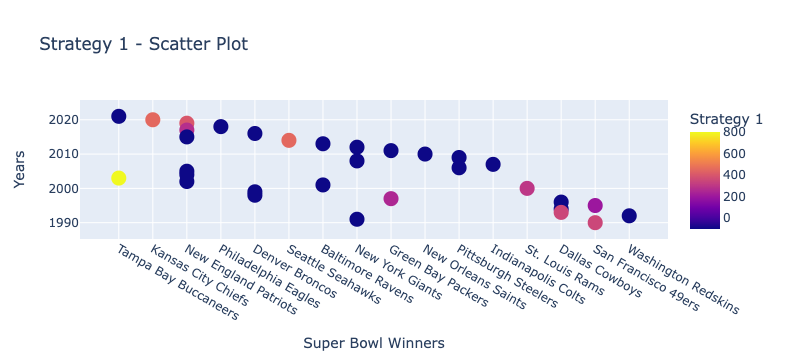 Strategy 1 - Scatter Plot
Strategy 1
800
600
400
200
0
Years
2020
2010
2000
1990
Tampa Bay Buccaneers
Kansas City Chiefs
New England Patriots
Philadelphia Eagles
Denver Broncos
Seattle Seahawks
Baltimore Ravens
New York Giants
Green Bay Packers
New Orleans Saints
Pittsburgh Steelers
Indianapolis Colts
St. Louis Rams
Dallas Cowboys
San Francisco 49ers
Washington Redskins
Super Bowl Winners